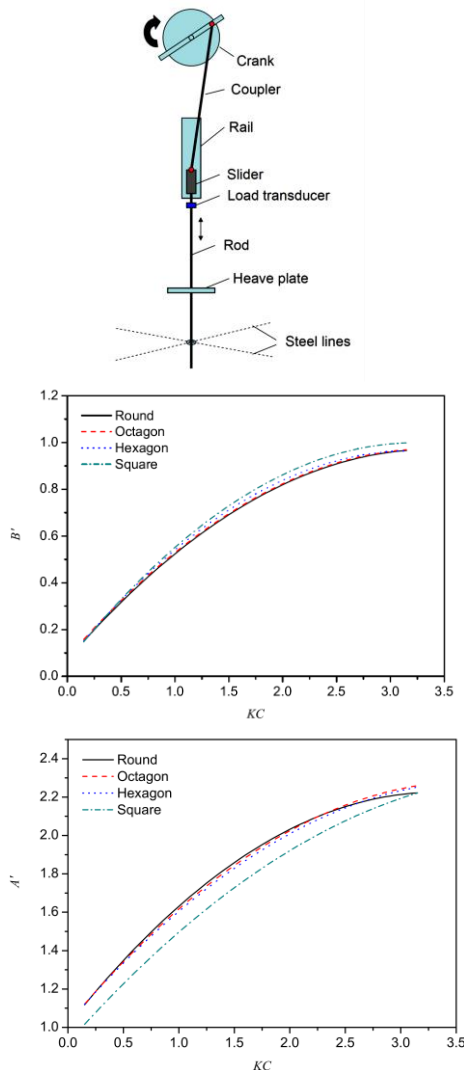 Crank
Coupler
Rail
Slider
Load transducer
Rod
Heave plate
Steel lines
1.2
1.0
0.8
0.6
0.4
0.2
0.0
B'
Round
Octagon
Hexagon
Square
0.0 0.5 1.0 1.5 2.0 2.5 3.0 3.5
KC
2.4
2.2
2.0
1.8
1.6
1.4
1.2
1.0
A'
Round
Octagon
Hexagon
Square
0.0 0.5 1.0 1.5 2.0 2.5 3.0 3.5
KC